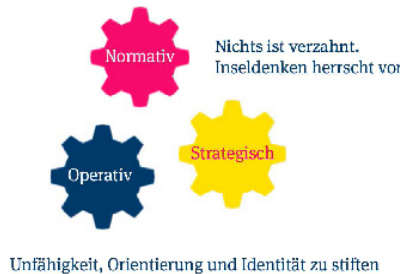 Normativ
Nichts ist verzahnt.
Inseldenken herrscht vor
Strategisch
Operativ
Unfähigkeit, Orientierung und Identität zu stiften